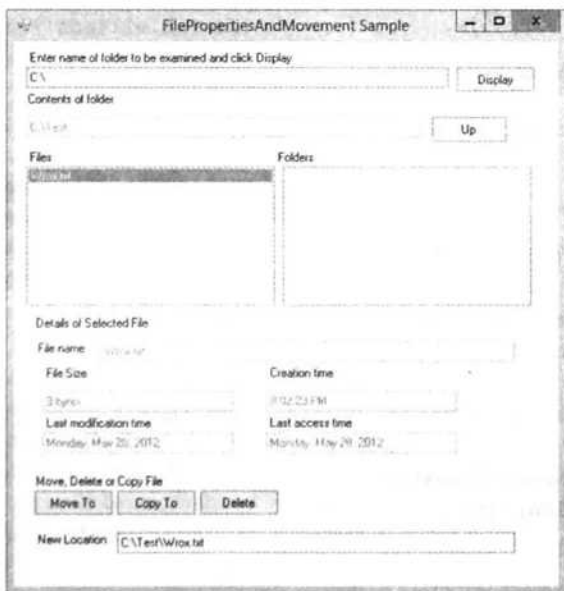 FilePropertiesAndMovement Sample
Enter name of folder to be examined and click Display
C:\
Display
Contents of folder
C:\Test
Up
Files
Folders
Wrox.txt
Details of Selected File
File name
Wrox.txt
File Size
Creation time
3 bytes
PM
Last modification time
Last access time
Monday, May 28, 2012
Monday, May 28, 2012
Move, Delete or Copy File
Move To
Copy To
Delete
New Location
C:\Test\Wrox.txt